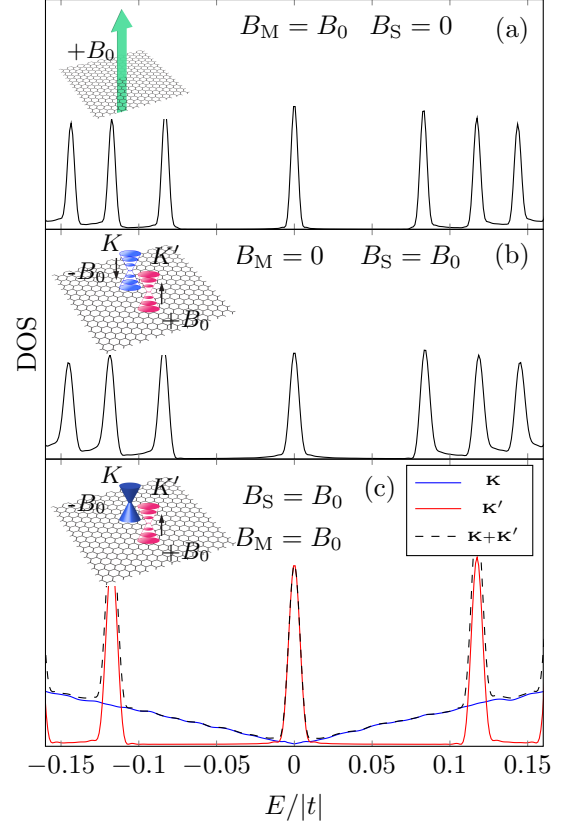 B_M = B_0 B_S = 0 (a)
+B_0
B_M = 0 B_S = B_0 (b)
K
K′
-B_0
+B_0
DOS
B_S = B_0 (c)
B_M = B_0
K
K′
-B_0
+B_0
K
K′
K+K′
−0.15 −0.1 −0.05 0 0.05 0.1 0.15
E/|t|